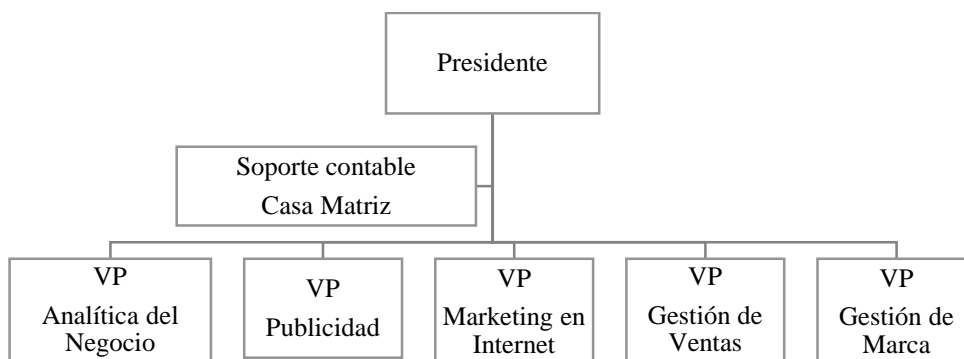 Presidente
Soporte contable
Casa Matriz
VP
Analítica del
Negocio
VP
Publicidad
VP
Marketing en
Internet
VP
Gestión de
Ventas
VP
Gestión de
Marca